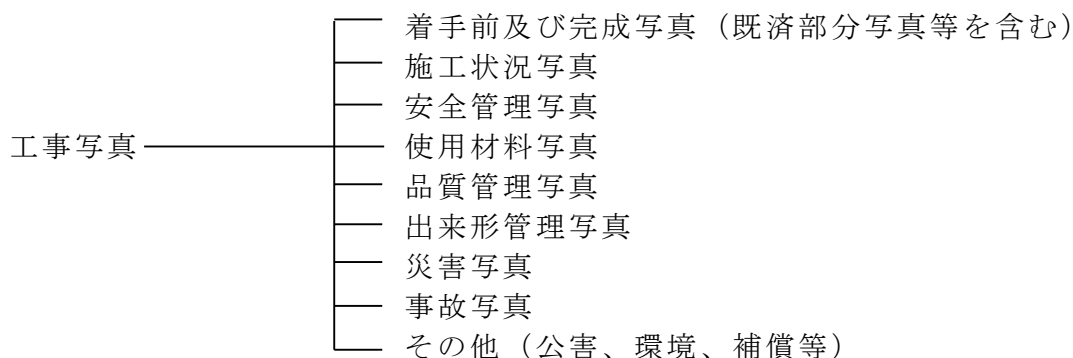 着手前及び完成写真（既済部分写真等を含む）
施工状況写真
安全管理写真
工事写真 使用材料写真
品質管理写真
出来形管理写真
災害写真
事故写真
その他（公害、環境、補償等）